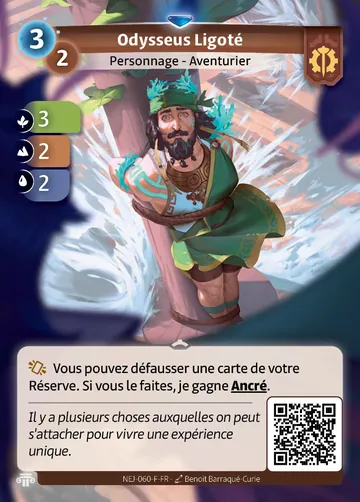 3
2
Odysseus Ligoté
Personnage - Aventurier
3
2
2
Vous pouvez défausser une carte de votre
Réserve. Si vous le faites, je gagne Ancré.
Il y a plusieurs choses auxquelles on peut
s'attacher pour vivre une expérience
unique.
NEJ-060-F-FR - Benoit Barraqué-Curie